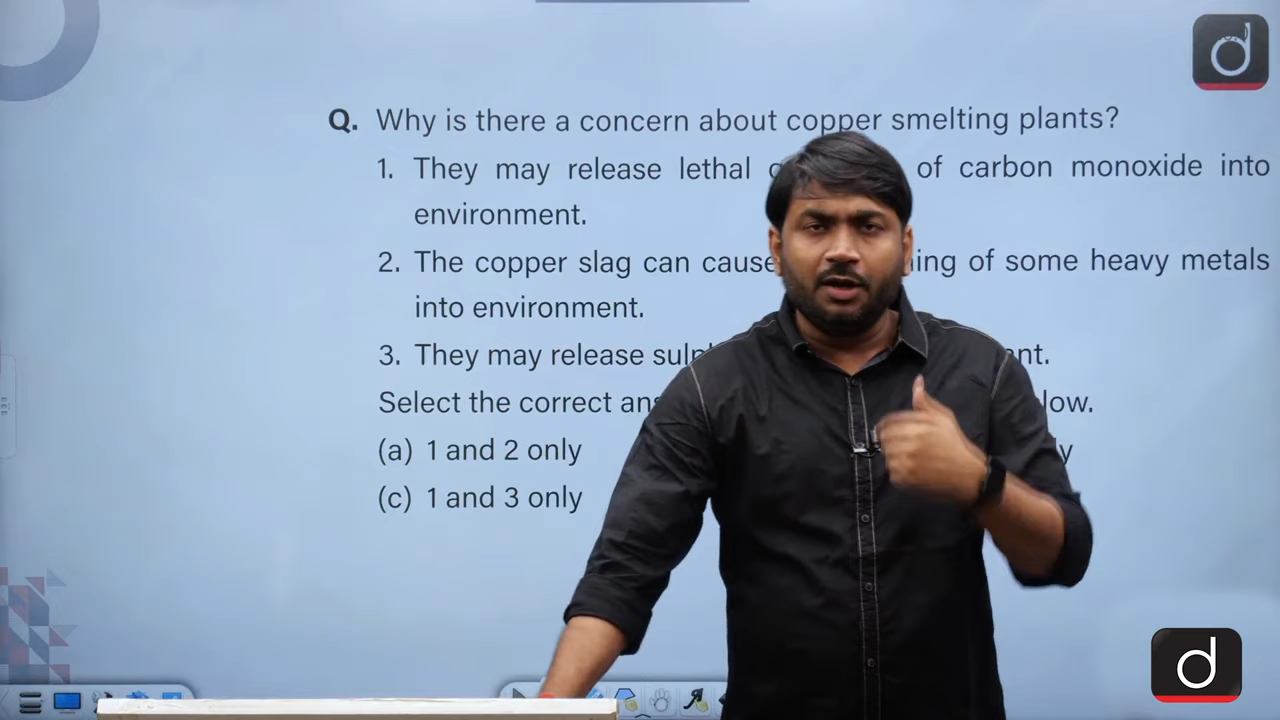 Q. Why is there a concern about copper smelting plants?
1. They may release lethal of carbon monoxide into
environment.
2. The copper slag can cause of some heavy metals
into environment.
3. They may release
Select the correct
(a) 1 and 2 only
(c) 1 and 3 only
d
d